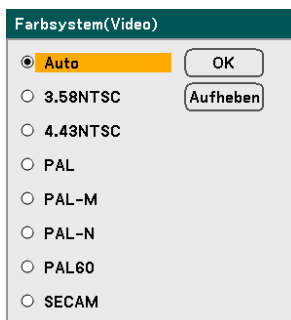 Farbsystem(Video)
Auto OK
3.58NTSC Aufheben
4.43NTSC
PAL
PAL-M
PAL-N
PAL60
SECAM